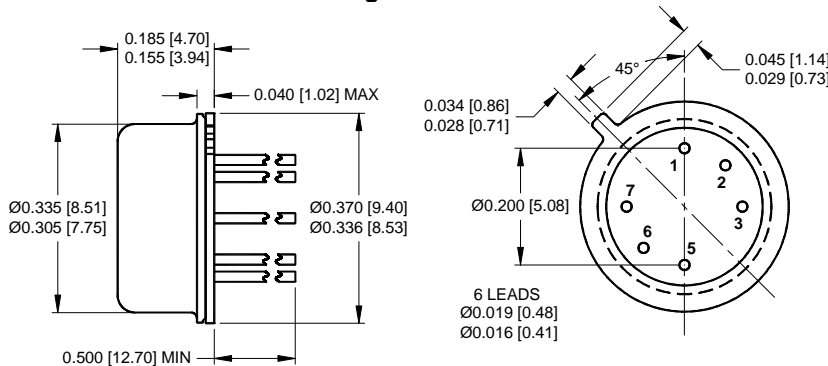 0.185 [4.70]
0.155 [3.94]
0.040 [1.02] MAX
Ø0.335 [8.51]
Ø0.305 [7.75]
Ø0.370 [9.40]
Ø0.336 [8.53]
0.500 [12.70] MIN
45°
0.045 [1.14]
0.029 [0.73]
0.034 [0.86]
0.028 [0.71]
Ø0.200 [5.08]
1
2
7
3
6
5
6 LEADS
Ø0.019 [0.48]
Ø0.016 [0.41]